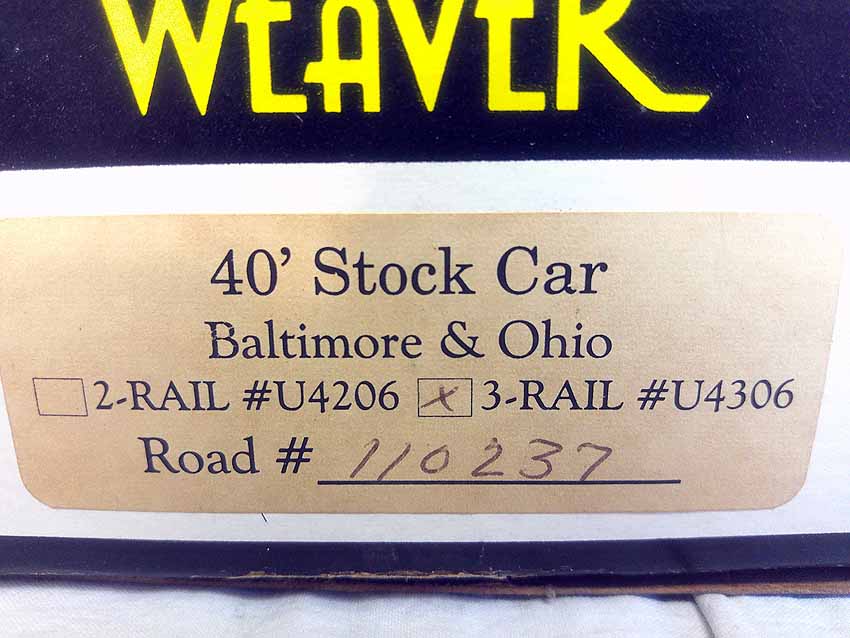 WEAVER
40' Stock Car
Baltimore & Ohio
2-RAIL #U4206 x 3-RAIL #U4306
Road # 110237